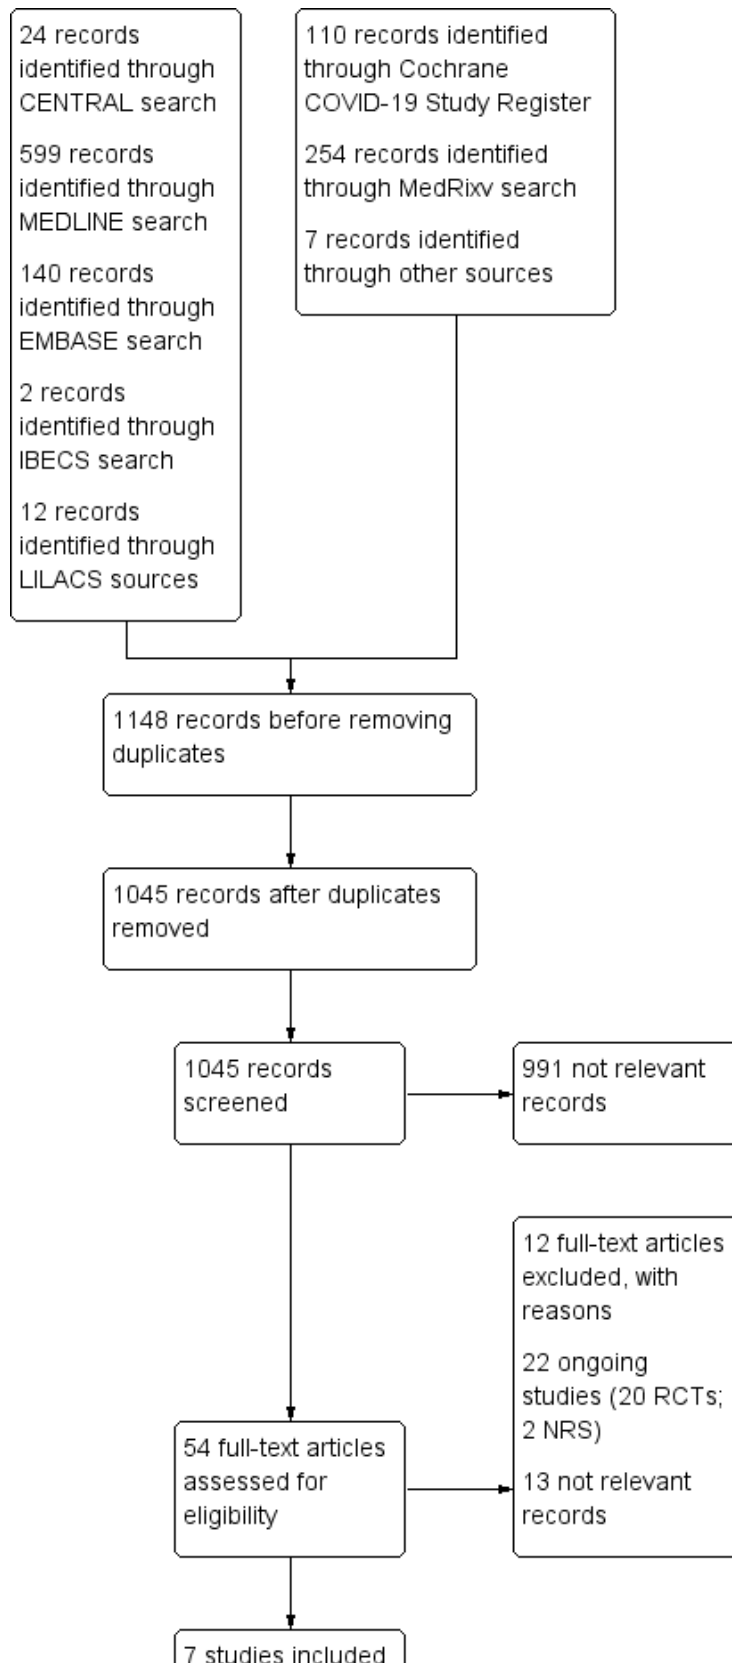 24 records
identified through
CENTRAL search
599 records
identified through
MEDLINE search
140 records
identified through
EMBASE search
2 records
identified through
IBECS search
12 records
identified through
LILACS sources
110 records identified
through Cochrane
COVID-19 Study Register
254 records identified
through MedRixv search
7 records identified
through other sources
1148 records before removing
duplicates
1045 records after duplicates
removed
1045 records
screened
991 not relevant
records
12 full-text articles
excluded, with
reasons
22 ongoing
studies (20 RCTs;
2 NRS)
13 not relevant
records
54 full-text articles
assessed for
eligibility
7 studies included